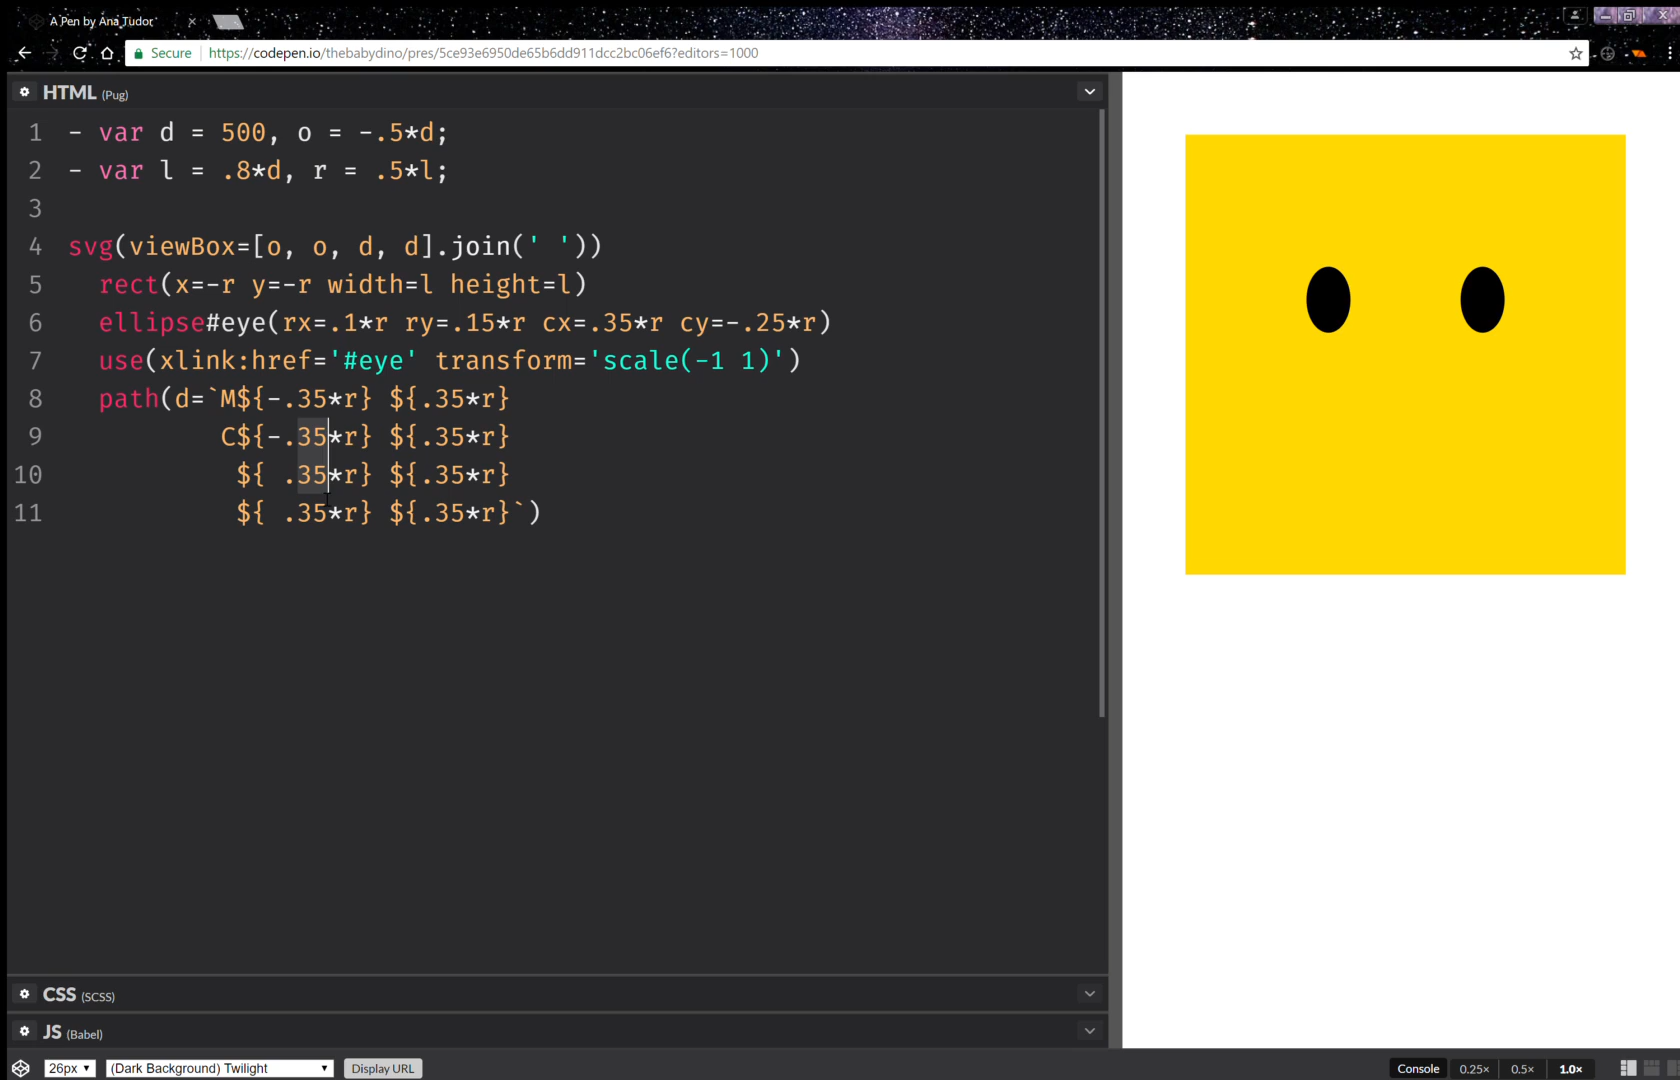 A Pen by Ana Tudor
Secure https://codepen.io/thebabydino/pres/5ce93e6950de65b6dd911dcc2bc06ef6?editors=1000
HTML (Pug)
1 - var d = 500, o = -.5*d;
2 - var l = .8*d, r = .5*l;
3
4 svg(viewBox=[o, o, d, d].join(' '))
5 rect(x=-r y=-r width=l height=l)
6 ellipse#eye(rx=.1*r ry=.15*r cx=.35*r cy=-.25*r)
7 use(xlink:href='#eye' transform='scale(-1 1)')
8 path(d=`M${-.35*r} ${.35*r}
9 C${-.35*r} ${.35*r}
10 ${ .35*r} ${.35*r}
11 ${ .35*r} ${.35*r}`)
CSS (SCSS)
JS (Babel)
26px (Dark Background) Twilight Display URL Console 0.25× 0.5× 1.0×